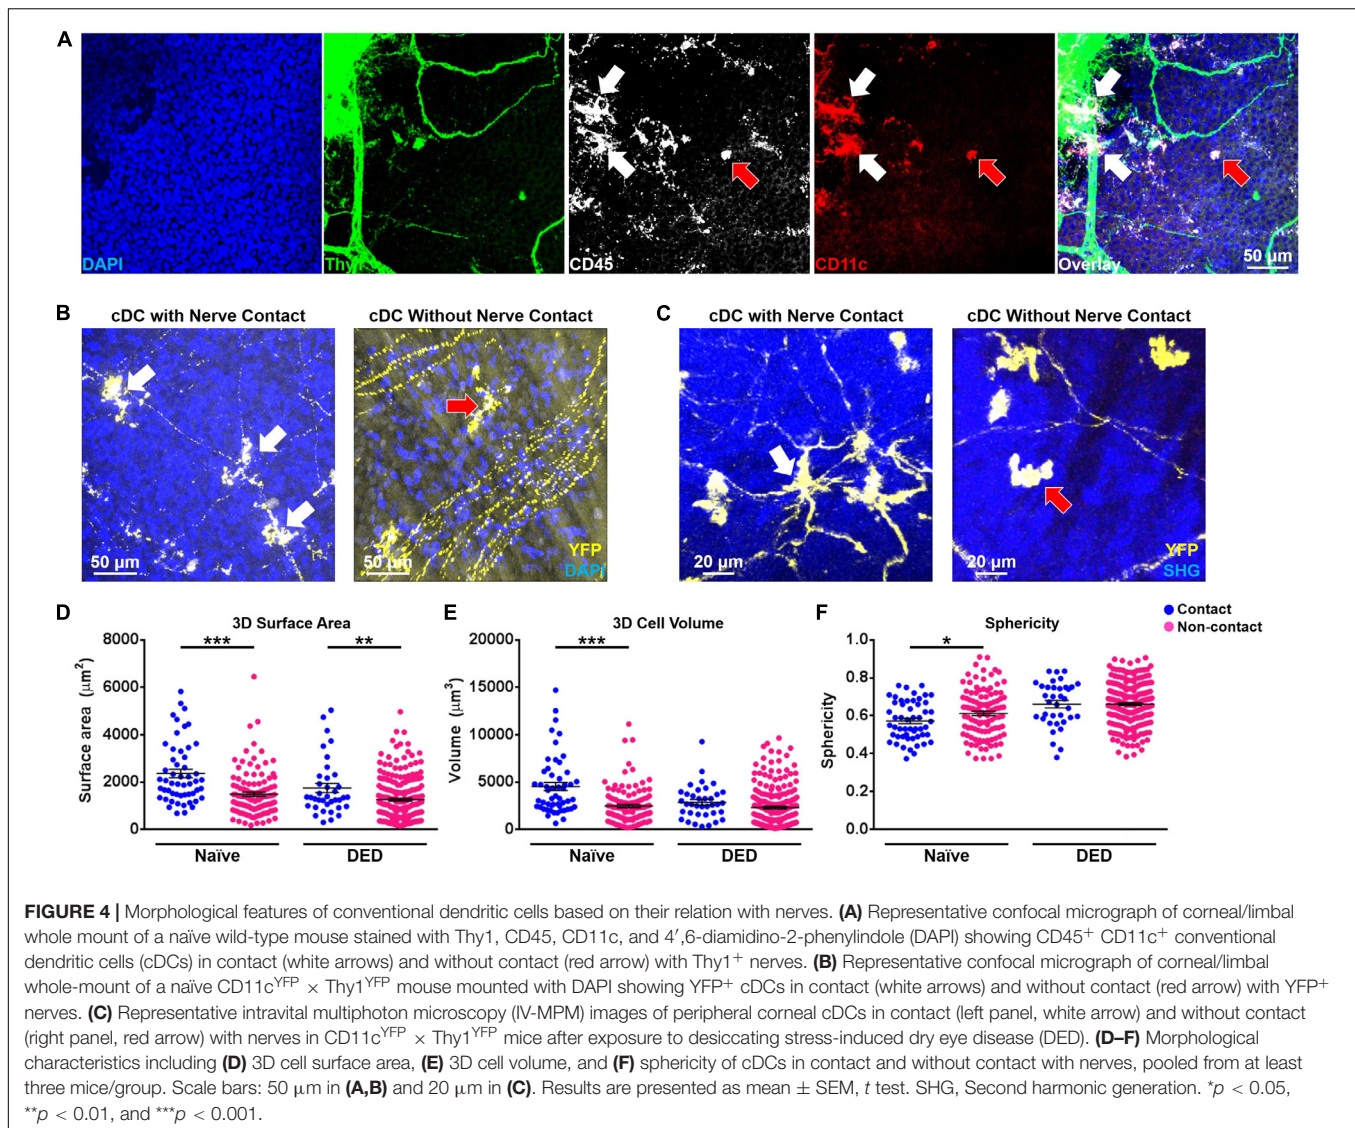 A
DAPI
Thy1
CD45
CD11c
Overlay
50 μm
B
cDC with Nerve Contact
cDC Without Nerve Contact
50 μm
50 μm
YFP
DAPI
C
cDC with Nerve Contact
cDC Without Nerve Contact
20 μm
20 μm
YFP
SHG
D
3D Surface Area
Surface area (μm²)
8000
6000
4000
2000
0
***
**
Naïve
DED
E
3D Cell Volume
Volume (μm³)
20000
15000
10000
5000
0
***
Naïve
DED
F
Sphericity
Contact
Non-contact
Sphericity
1.0
0.8
0.6
0.4
0.2
0.0
*
Naïve
DED
FIGURE 4 | Morphological features of conventional dendritic cells based on their relation with nerves. (A) Representative confocal micrograph of corneal/limbal
whole mount of a naïve wild-type mouse stained with Thy1, CD45, CD11c, and 4′,6-diamidino-2-phenylindole (DAPI) showing CD45⁺ CD11c⁺ conventional
dendritic cells (cDCs) in contact (white arrows) and without contact (red arrow) with Thy1⁺ nerves. (B) Representative confocal micrograph of corneal/limbal
whole-mount of a naïve CD11cYFP × Thy1YFP mouse mounted with DAPI showing YFP⁺ cDCs in contact (white arrows) and without contact (red arrow) with YFP⁺
nerves. (C) Representative intravital multiphoton microscopy (IV-MPM) images of peripheral corneal cDCs in contact (left panel, white arrow) and without contact
(right panel, red arrow) with nerves in CD11cYFP × Thy1YFP mice after exposure to desiccating stress-induced dry eye disease (DED). (D–F) Morphological
characteristics including (D) 3D cell surface area, (E) 3D cell volume, and (F) sphericity of cDCs in contact and without contact with nerves, pooled from at least
three mice/group. Scale bars: 50 μm in (A,B) and 20 μm in (C). Results are presented as mean ± SEM, t test. SHG, Second harmonic generation. *p < 0.05,
**p < 0.01, and ***p < 0.001.